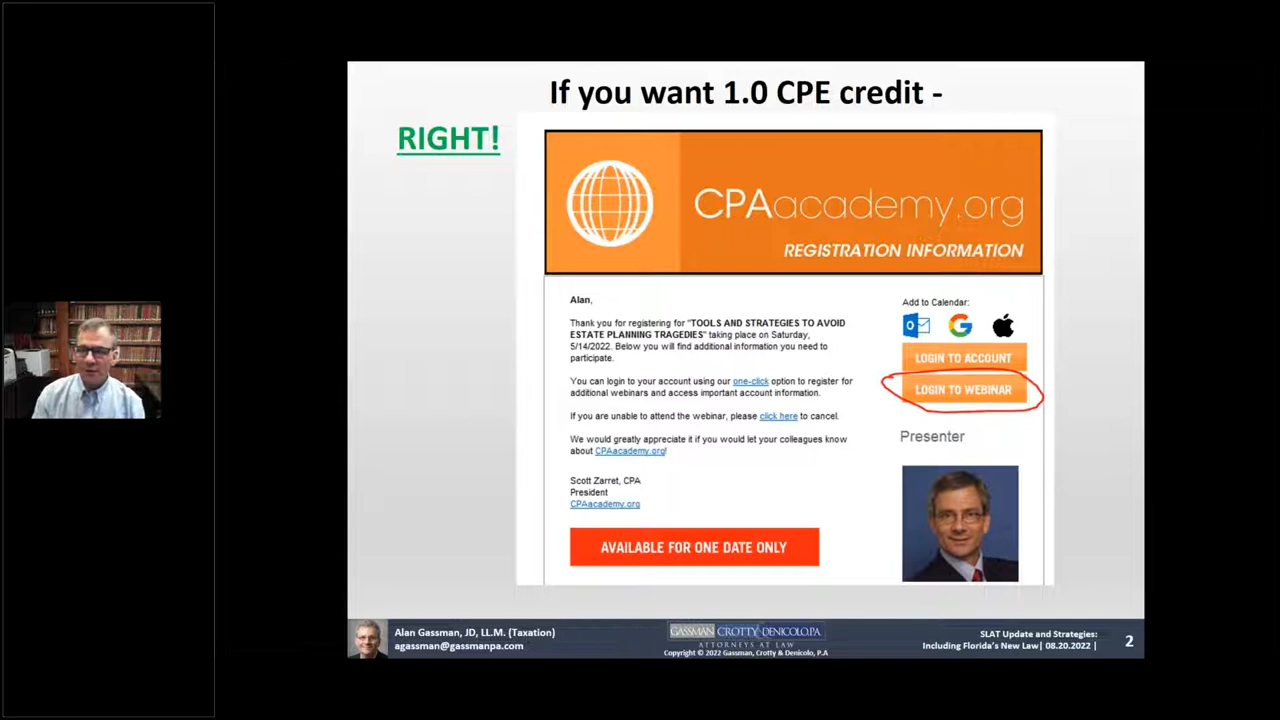 If you want 1.0 CPE credit -
RIGHT!
CPAacademy.org
REGISTRATION INFORMATION
Alan,
Thank you for registering for "TOOLS AND STRATEGIES TO AVOID
ESTATE PLANNING TRAGEDIES" taking place on Saturday,
5/14/2022. Below you will find additional information you need to
participate.
You can login to your account using our one-click option to register for
additional webinars and access important account information.
If you are unable to attend the webinar, please click here to cancel.
We would greatly appreciate it if you would let your colleagues know
about CPAacademy.org!
Scott Zarret, CPA
President
CPAacademy.org
AVAILABLE FOR ONE DATE ONLY
Add to Calendar:
LOGIN TO ACCOUNT
LOGIN TO WEBINAR
Presenter
Alan Gassman, JD, LL.M. (Taxation)
agassman@gassmanpa.com
GASSMAN CROTTY & DENICOLO, P.A.
ATTORNEYS AT LAW
Copyright © 2022 Gassman, Crotty & Denicolo, P.A
SLAT Update and Strategies:
Including Florida's New Law| 08.20.2022 |
2